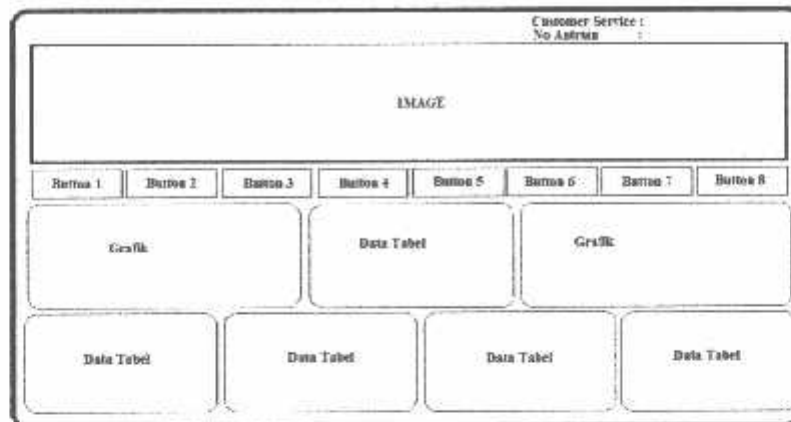 Customer Service :
No Antrian :
IMAGE
Button 1 Button 2 Button 3 Button 4 Button 5 Button 6 Button 7 Button 8
Grafik Data Tabel Grafik
Data Tabel Data Tabel Data Tabel Data Tabel